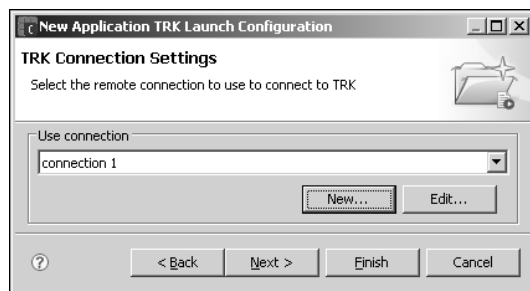 New Application TRK Launch Configuration
TRK Connection Settings
Select the remote connection to use to connect to TRK
Use connection
connection 1
New... Edit...
< Back Next > Finish Cancel